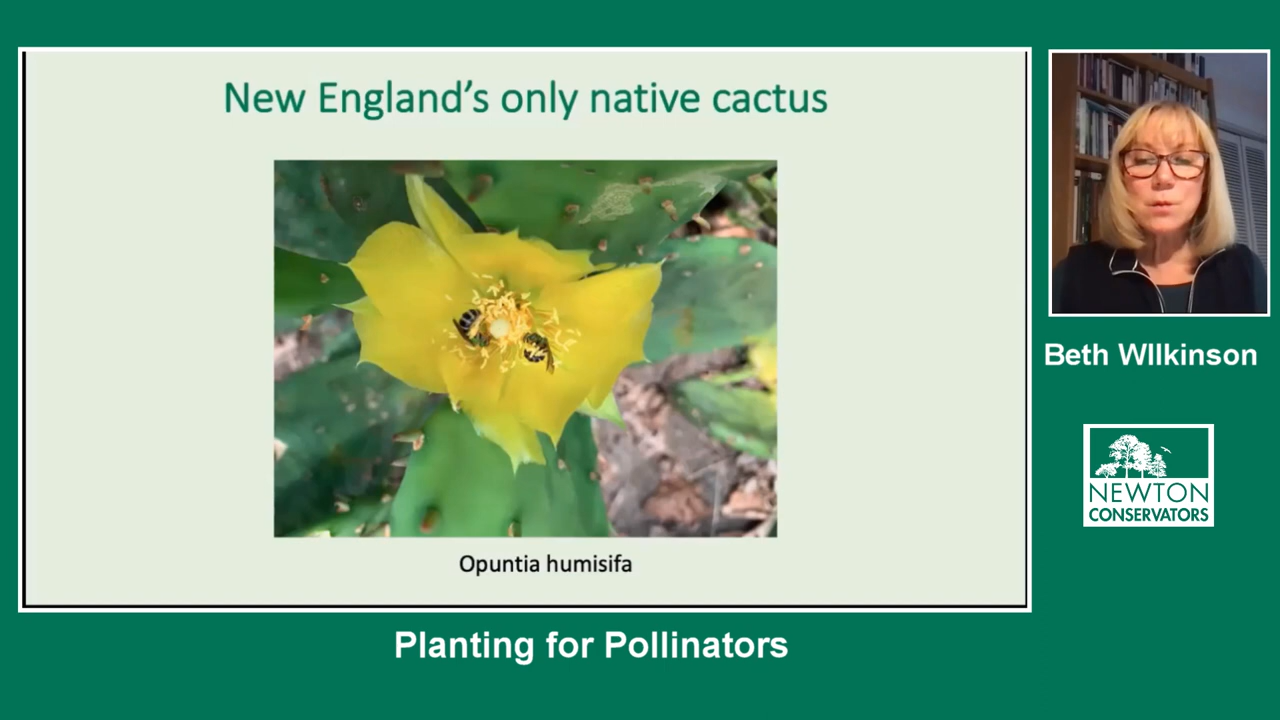 New England’s only native cactus
Opuntia humisifa
Beth WIlkinson
NEWTON
CONSERVATORS
Planting for Pollinators